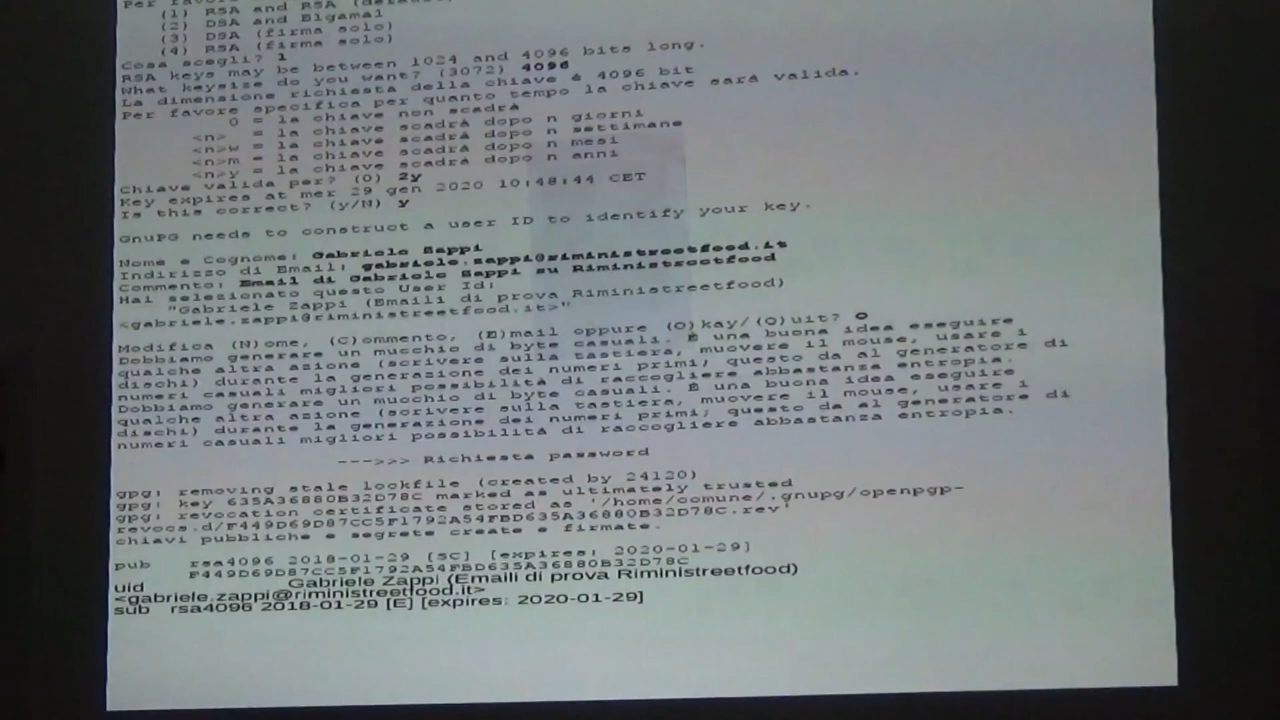 Per favo
(1) RSA and RSA (defau
(2) DSA and Elgamal
(3) DSA (firma solo)
(4) RSA (firma solo)
Cosa scegli? 1
RSA keys may be between 1024 and 4096 bits long.
What keysize do you want? (3072) 4096
La dimensione richiesta della chiave è 4096 bit
Per favore specifica per quanto tempo la chiave sarà valida.
0 = la chiave non scadrà
<n> = la chiave scadrà dopo n giorni
<n>w = la chiave scadrà dopo n settimane
<n>m = la chiave scadrà dopo n mesi
<n>y = la chiave scadrà dopo n anni
Chiave valida per? (0) 2y
Key expires at mer 29 gen 2020 10:48:44 CET
Is this correct? (y/N) y
GnuPG needs to construct a user ID to identify your key.
Nome e Cognome: Gabriele Zappi
Indirizzo di Email: gabriele.zappi@riministreetfood.it
Commento: Email di Gabriele Zappi su Riministreetfood
Hai selezionato questo User Id:
"Gabriele Zappi (Emaili di prova Riministreetfood)
<gabriele.zappi@riministreetfood.it>"
Modifica (N)ome, (C)ommento, (E)mail oppure (O)kay/(Q)uit? O
Dobbiamo generare un mucchio di byte casuali. È una buona idea eseguire
qualche altra azione (scrivere sulla tastiera, muovere il mouse, usare i
dischi) durante la generazione dei numeri primi; questo da al generatore di
numeri casuali migliori possibilità di raccogliere abbastanza entropia.
Dobbiamo generare un mucchio di byte casuali. È una buona idea eseguire
qualche altra azione (scrivere sulla tastiera, muovere il mouse, usare i
dischi) durante la generazione dei numeri primi; questo da al generatore di
numeri casuali migliori possibilità di raccogliere abbastanza entropia.
--->>> Richiesta password
gpg: removing stale lockfile (created by 24120)
gpg: key 635A36880B32D78C marked as ultimately trusted
gpg: revocation certificate stored as '/home/comune/.gnupg/openpgp-
revocs.d/F449D69D87CC5F1792A54FBD635A36880B32D78C.rev'
chiavi pubbliche e segrete create e firmate.
pub rsa4096 2018-01-29 [SC] [expires: 2020-01-29]
F449D69D87CC5F1792A54FBD635A36880B32D78C
uid Gabriele Zappi (Emaili di prova Riministreetfood)
<gabriele.zappi@riministreetfood.it>
sub rsa4096 2018-01-29 [E] [expires: 2020-01-29]